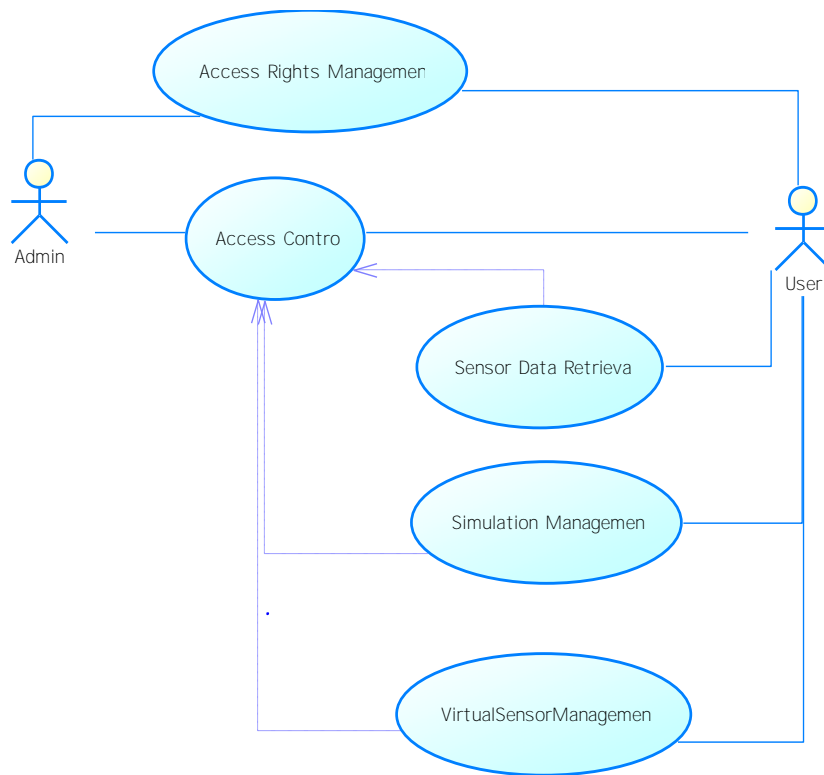 Access Rights Managemen
Admin
Access Contro
User
Sensor Data Retrieva
Simulation Managemen
VirtualSensorManagemen